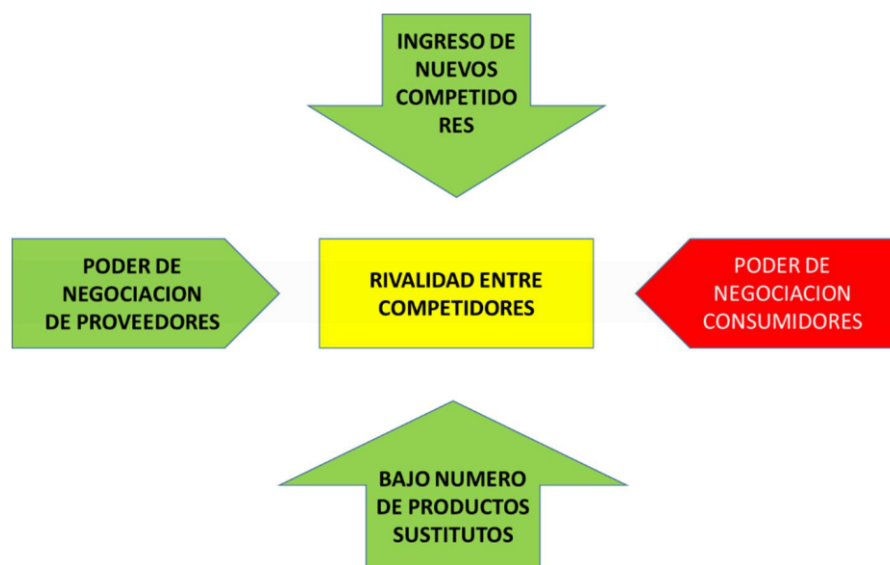 INGRESO DE
NUEVOS
COMPETIDO
RES
PODER DE
NEGOCIACION
DE PROVEEDORES
RIVALIDAD ENTRE
COMPETIDORES
PODER DE
NEGOCIACION
CONSUMIDORES
BAJO NUMERO
DE PRODUCTOS
SUSTITUTOS